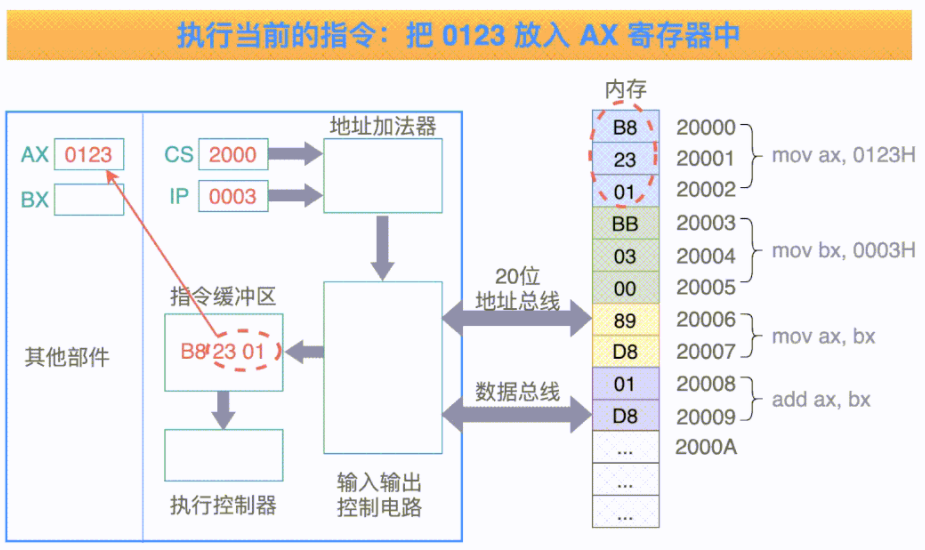 执行当前的指令：把 0123 放入 AX 寄存器中
内存
地址加法器
AX 0123
CS 2000
BX
IP 0003
B8 20000
23 20001 mov ax, 0123H
01 20002
BB 20003
03 20004 mov bx, 0003H
00 20005
89 20006 mov ax, bx
D8 20007
01 20008 add ax, bx
D8 20009
... 2000A
...
...
20位
地址总线
指令缓冲区
B8 23 01
其他部件
数据总线
执行控制器
输入输出
控制电路